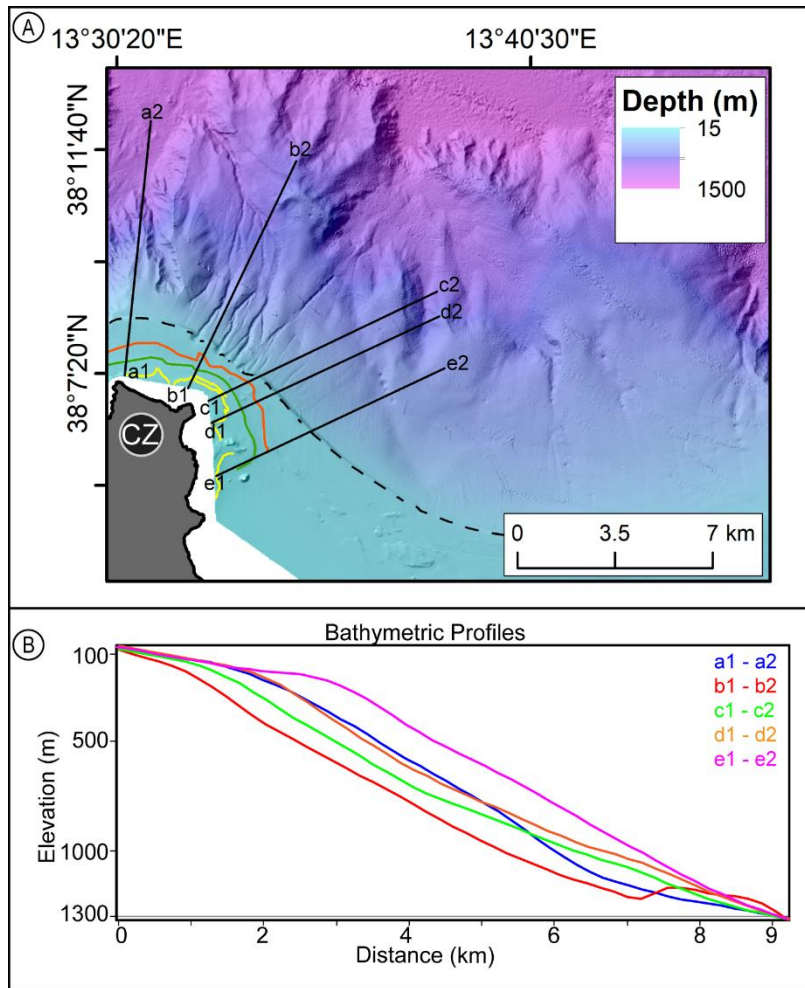 A
13°30'20"E 13°40'30"E
38°11'40"N
38°7'20"N
Depth (m)
15
1500
a2
b2
c2
d2
e2
a1
b1
c1
d1
e1
CZ
0 3.5 7 km
B
Bathymetric Profiles
a1 - a2
b1 - b2
c1 - c2
d1 - d2
e1 - e2
Elevation (m)
100
500
1000
1300
0 2 4 6 8 9
Distance (km)